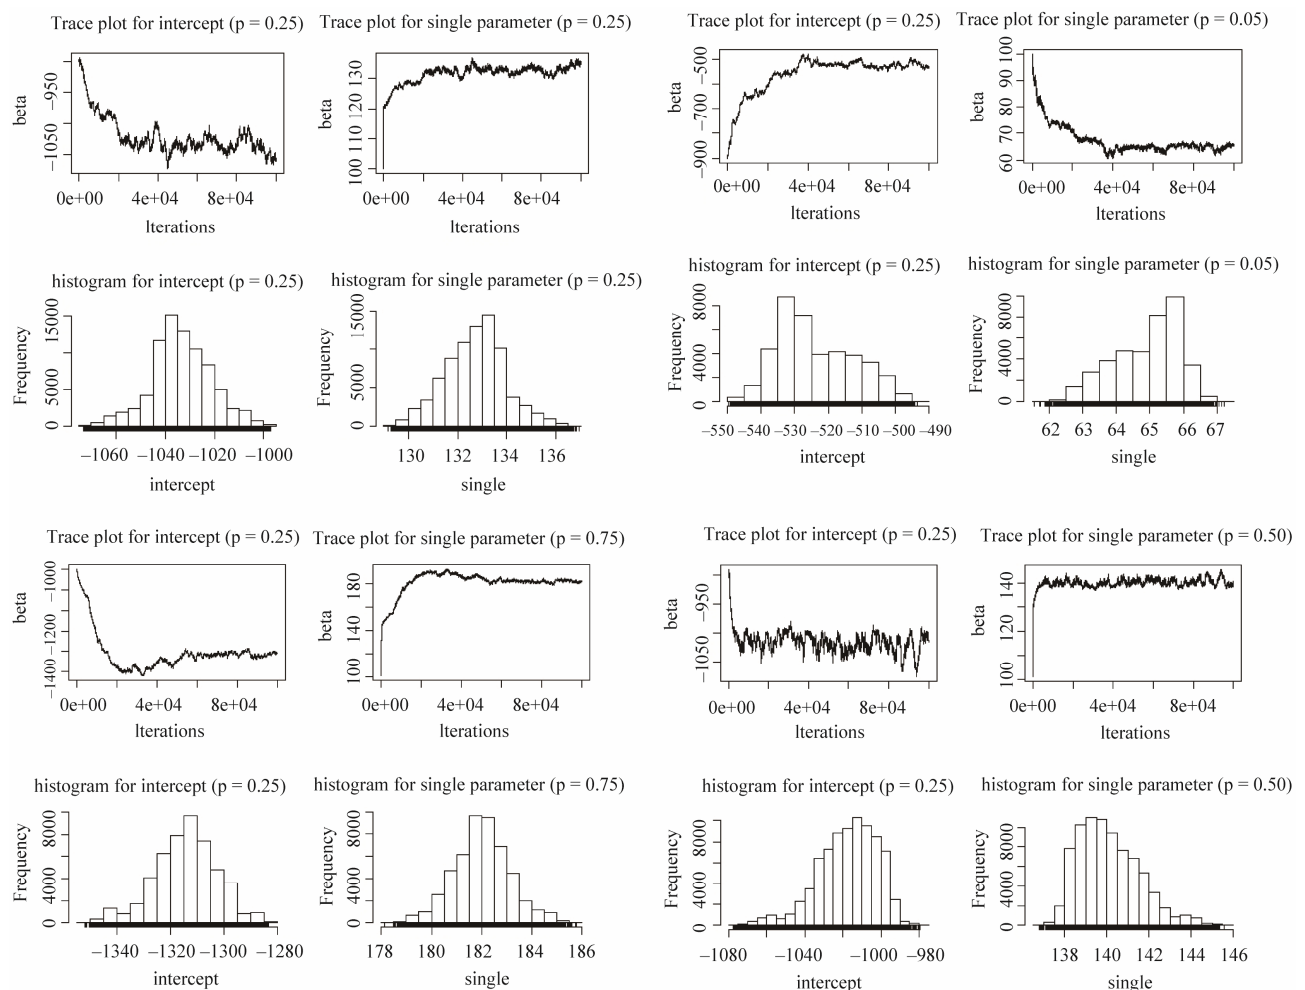 Trace plot for intercept (p = 0.25)
beta
−1050 −950
0e+00 4e+04 8e+04
Iterations
Trace plot for single parameter (p = 0.25)
beta
100 110 120 130
0e+00 4e+04 8e+04
Iterations
Trace plot for intercept (p = 0.25)
beta
−900 −700 −500
0e+00 4e+04 8e+04
Iterations
Trace plot for single parameter (p = 0.05)
beta
60 70 80 90 100
0e+00 4e+04 8e+04
Iterations
histogram for intercept (p = 0.25)
Frequency
0 5000 15000
−1060 −1040 −1020 −1000
intercept
histogram for single parameter (p = 0.25)
Frequency
0 5000 15000
130 132 134 136
single
histogram for intercept (p = 0.25)
Frequency
0 4000 8000
−550 −540 −530 −520 −510 −500 −490
intercept
histogram for single parameter (p = 0.05)
Frequency
0 4000 8000
62 63 64 65 66 67
single
Trace plot for intercept (p = 0.25)
beta
−1400 −1200 −1000
0e+00 4e+04 8e+04
Iterations
Trace plot for single parameter (p = 0.75)
beta
100 140 180
0e+00 4e+04 8e+04
Iterations
Trace plot for intercept (p = 0.25)
beta
−1050 −950
0e+00 4e+04 8e+04
Iterations
Trace plot for single parameter (p = 0.50)
beta
100 120 140
0e+00 4e+04 8e+04
Iterations
histogram for intercept (p = 0.25)
Frequency
0 4000 8000
−1340 −1320 −1300 −1280
intercept
histogram for single parameter (p = 0.75)
Frequency
0 4000 8000
178 180 182 184 186
single
histogram for intercept (p = 0.25)
Frequency
0 4000 8000
−1080 −1040 −1000 −980
intercept
histogram for single parameter (p = 0.50)
Frequency
0 4000 8000
138 140 142 144 146
single